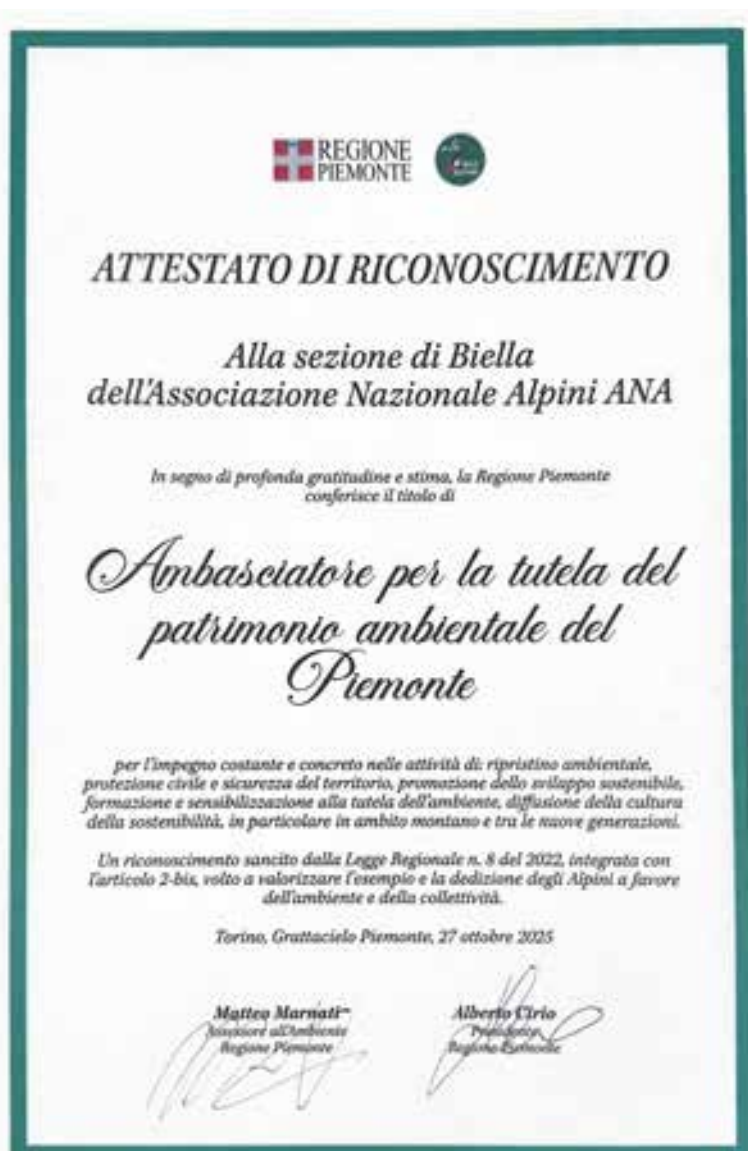 REGIONE
PIEMONTE
ATTESTATO DI RICONOSCIMENTO
Alla sezione di Biella
dell'Associazione Nazionale Alpini ANA
In segno di profonda gratitudine e stima, la Regione Piemonte
conferisce il titolo di
Ambasciatore per la tutela del
patrimonio ambientale del
Piemonte
per l'impegno costante e concreto nelle attività di: ripristino ambientale,
protezione civile e sicurezza del territorio, promozione dello sviluppo sostenibile,
formazione e sensibilizzazione alla tutela dell'ambiente, diffusione della cultura
della sostenibilità, in particolare in ambito montano e tra le nuove generazioni.
Un riconoscimento sancito dalla Legge Regionale n. 8 del 2022, integrata con
l'articolo 2-bis, volto a valorizzare l'esempio e la dedizione degli Alpini a favore
dell'ambiente e della collettività.
Torino, Grattacielo Piemonte, 27 ottobre 2025
Matteo Marnati
Assessore all'Ambiente
Regione Piemonte
Alberto Cirio
Presidente
Regione Piemonte